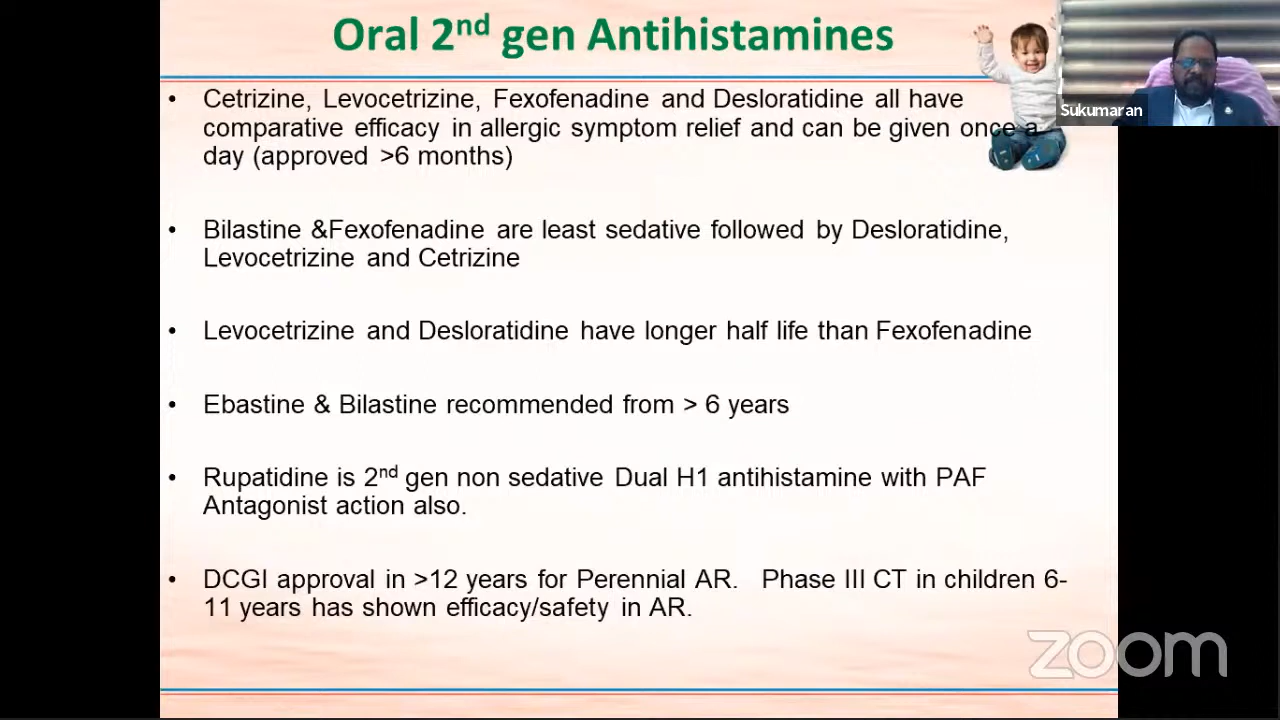 Oral 2nd gen Antihistamines
Sukumaran
• Cetrizine, Levocetrizine, Fexofenadine and Desloratidine all have
comparative efficacy in allergic symptom relief and can be given once a
day (approved >6 months)
• Bilastine &Fexofenadine are least sedative followed by Desloratidine,
Levocetrizine and Cetrizine
• Levocetrizine and Desloratidine have longer half life than Fexofenadine
• Ebastine & Bilastine recommended from > 6 years
• Rupatidine is 2nd gen non sedative Dual H1 antihistamine with PAF
Antagonist action also.
• DCGI approval in >12 years for Perennial AR. Phase III CT in children 6-
11 years has shown efficacy/safety in AR.
zoom